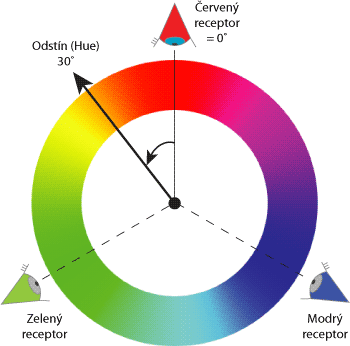 Červený
receptor
= 0°
Odstín (Hue)
30°
Zelený
receptor
Modrý
receptor